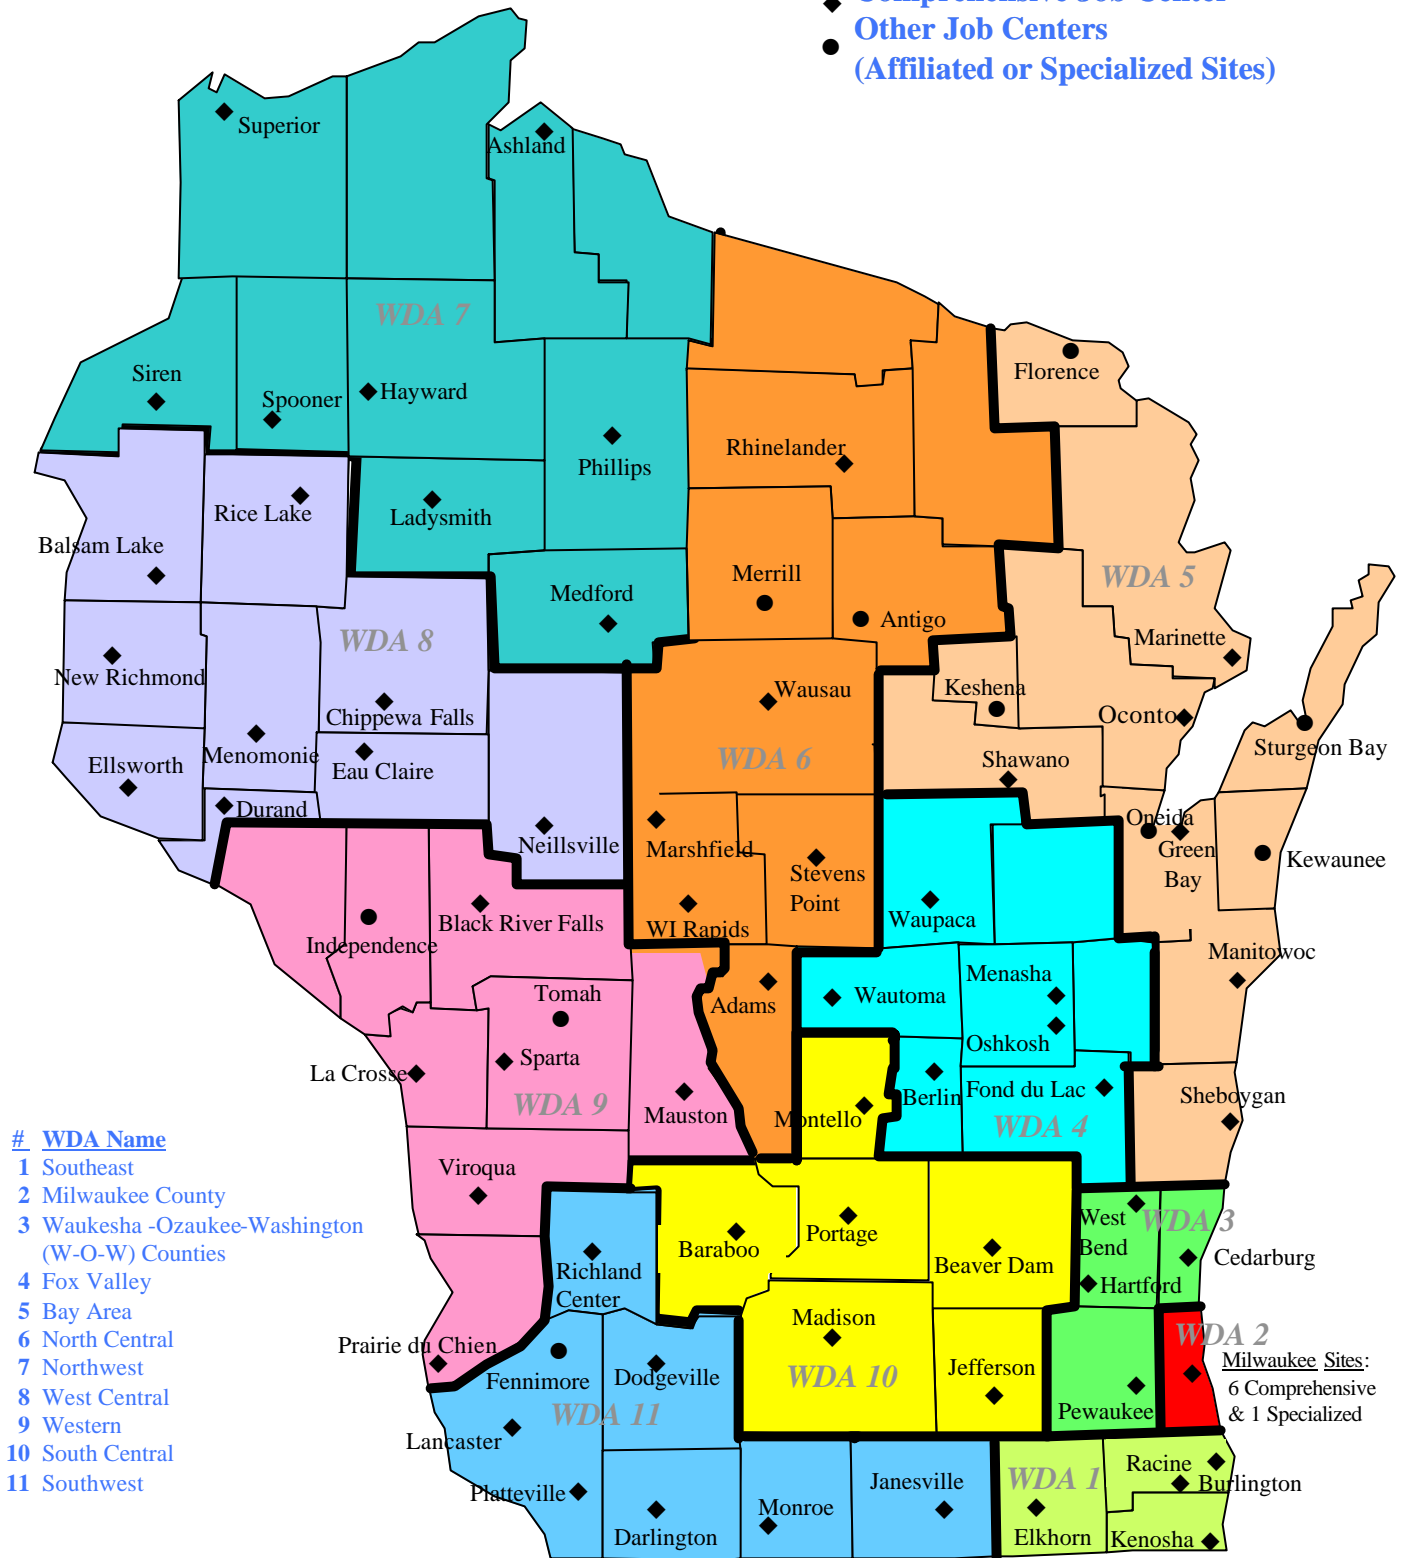 Comprehensive Job Center
Other Job Centers
(Affiliated or Specialized Sites)
Superior
Ashland
WDA 7
Siren
Spooner
Hayward
Phillips
Ladysmith
Medford
Florence
Rhinelander
Merrill
Antigo
Rice Lake
Balsam Lake
WDA 8
New Richmond
Chippewa Falls
Menomonie
Ellsworth
Eau Claire
Durand
Neillsville
WDA 5
Marinette
Keshena
Oconto
Sturgeon Bay
Shawano
Oneida
Green
Bay
Kewaunee
Manitowoc
Sheboygan
Wausau
WDA 6
Marshfield
Stevens
Point
WI Rapids
Adams
Waupaca
Wautoma
Menasha
Oshkosh
Berlin
Fond du Lac
WDA 4
Independence
Black River Falls
Tomah
Sparta
La Crosse
WDA 9
Mauston
Viroqua
Prairie du Chien
Montello
Baraboo
Portage
Beaver Dam
Madison
WDA 10
Jefferson
West
Bend
WDA 3
Hartford
Cedarburg
Pewaukee
WDA 2
Milwaukee Sites:
6 Comprehensive
& 1 Specialized
Richland
Center
Fennimore
Dodgeville
WDA 11
Lancaster
Platteville
Darlington
Monroe
Janesville
WDA 1
Elkhorn
Racine
Burlington
Kenosha
# WDA Name
1 Southeast
2 Milwaukee County
3 Waukesha -Ozaukee-Washington
(W-O-W) Counties
4 Fox Valley
5 Bay Area
6 North Central
7 Northwest
8 West Central
9 Western
10 South Central
11 Southwest